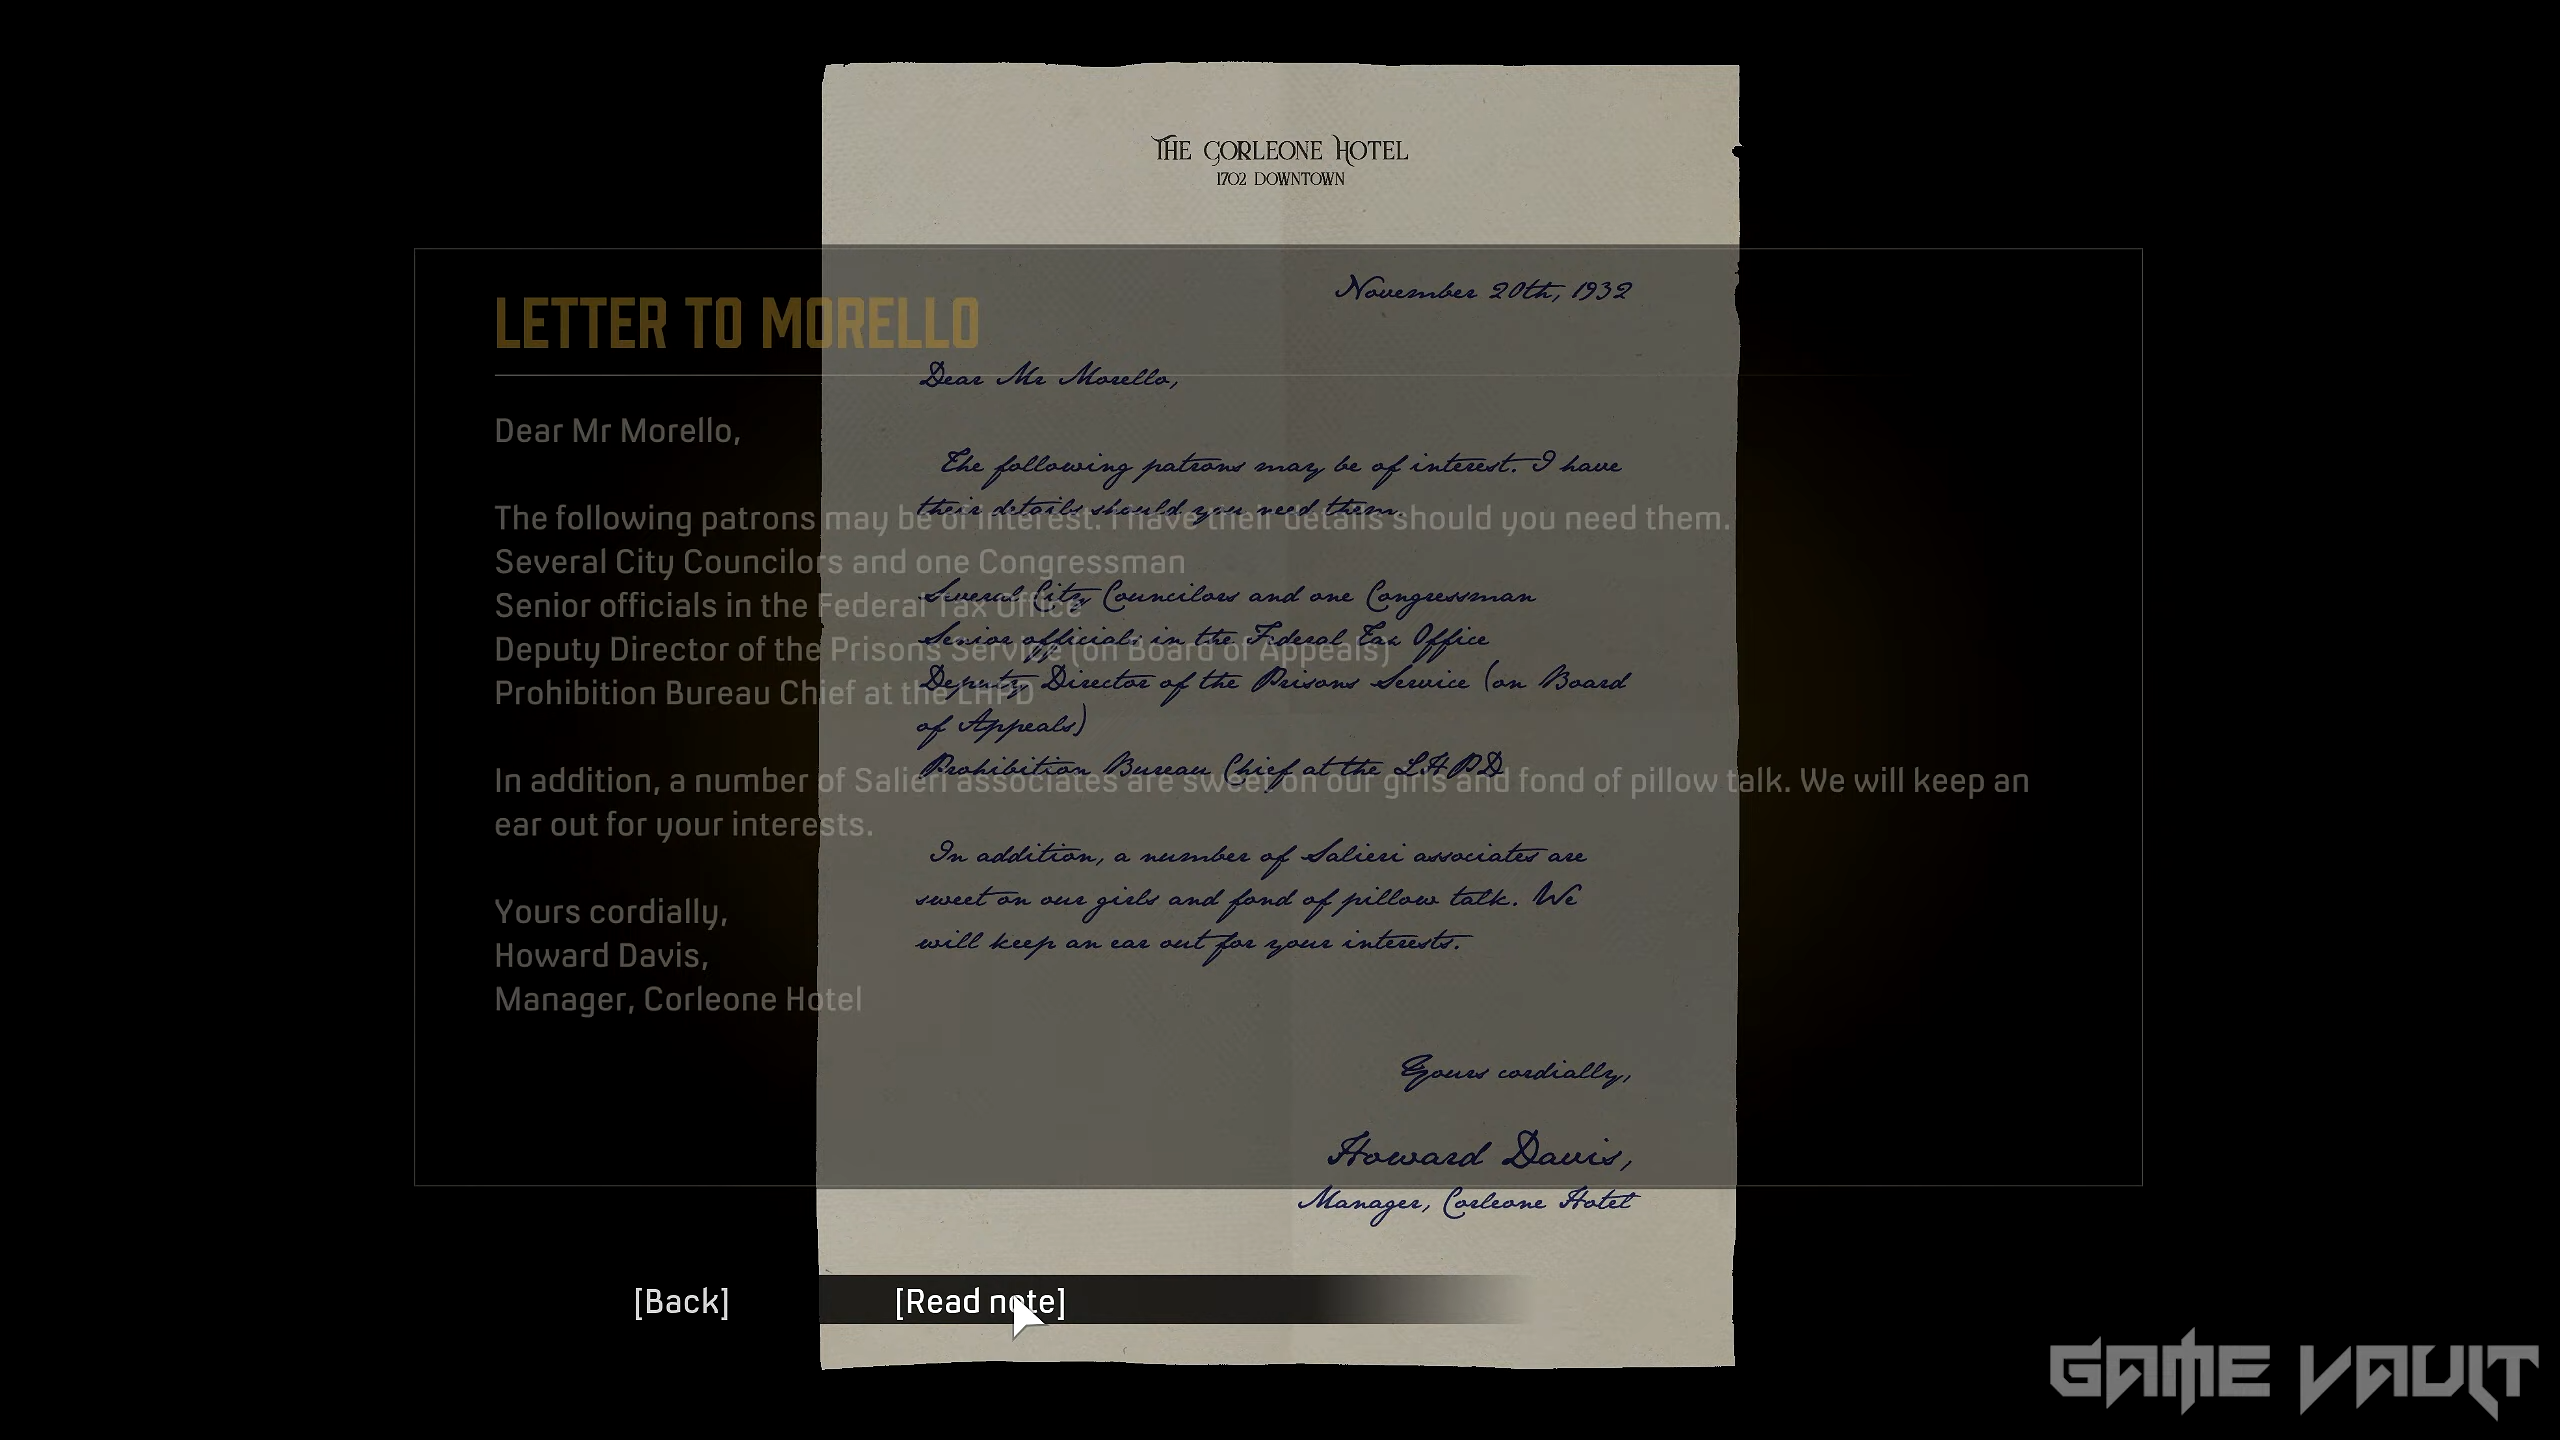 THE CORLEONE HOTEL
1702 DOWNTOWN
November 20th, 1932
Dear Mr Morello,
The following patrons may be of interest. I have
their details should you need them.
Several City Councilors and one Congressman
Senior officials in the Federal Tax Office
Deputy Director of the Prisons Service (on Board
of Appeals)
Prohibition Bureau Chief at the LHPD
In addition, a number of Salieri associates are
sweet on our girls and fond of pillow talk. We
will keep an ear out for your interests.
Yours cordially,
Howard Davis,
Manager, Corleone Hotel
LETTER TO MORELLO
Dear Mr Morello,
The following patrons may be of interest. I have their details should you need them.
Several City Councilors and one Congressman
Senior officials in the Federal Tax Office
Deputy Director of the Prisons Service (on Board of Appeals)
Prohibition Bureau Chief at the LHPD
In addition, a number of Salieri associates are sweet on our girls and fond of pillow talk. We will keep an
ear out for your interests.
Yours cordially,
Howard Davis,
Manager, Corleone Hotel
[Back]
[Read note]
GAME VAULT